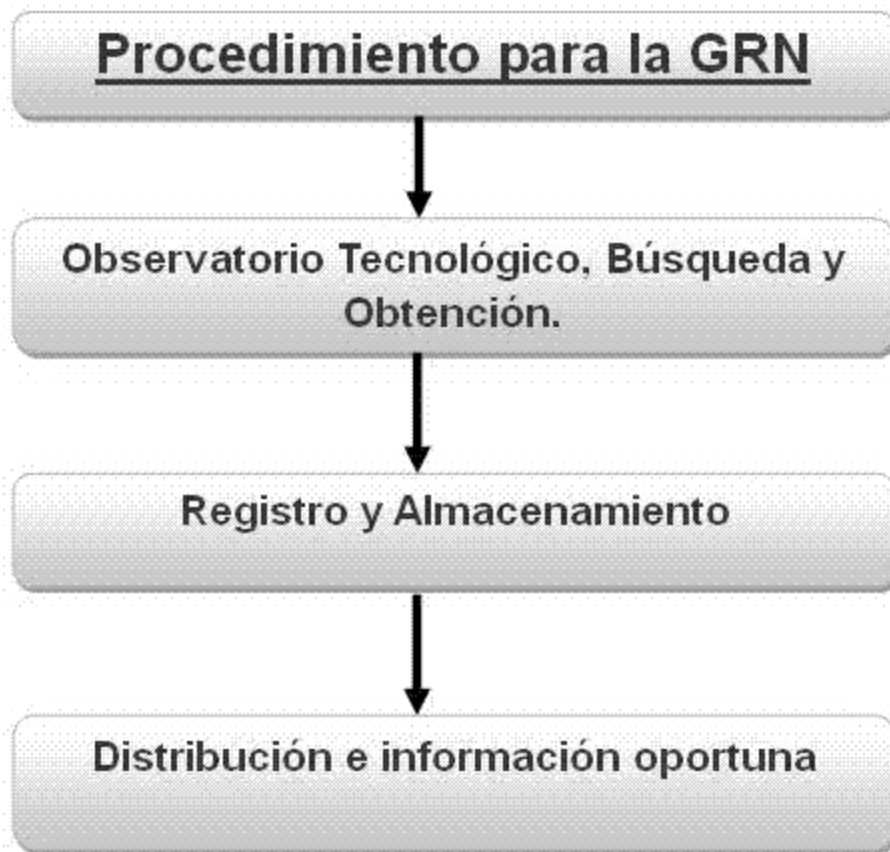 Procedimiento para la GRN
Observatorio Tecnológico, Búsqueda y
Obtención.
Registro y Almacenamiento
Distribución e información oportuna